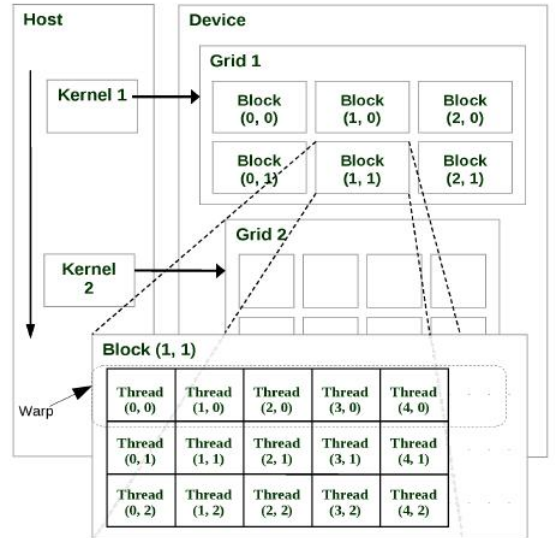 Host
Device
Grid 1
Kernel 1
Block
(0, 0)
Block
(1, 0)
Block
(2, 0)
Block
(0, 1)
Block
(1, 1)
Block
(2, 1)
Grid 2
Kernel
2
Block (1, 1)
Warp
Thread
(0, 0)
Thread
(1, 0)
Thread
(2, 0)
Thread
(3, 0)
Thread
(4, 0)
. . .
Thread
(0, 1)
Thread
(1, 1)
Thread
(2, 1)
Thread
(3, 1)
Thread
(4, 1)
. . .
Thread
(0, 2)
Thread
(1, 2)
Thread
(2, 2)
Thread
(3, 2)
Thread
(4, 2)
. . .